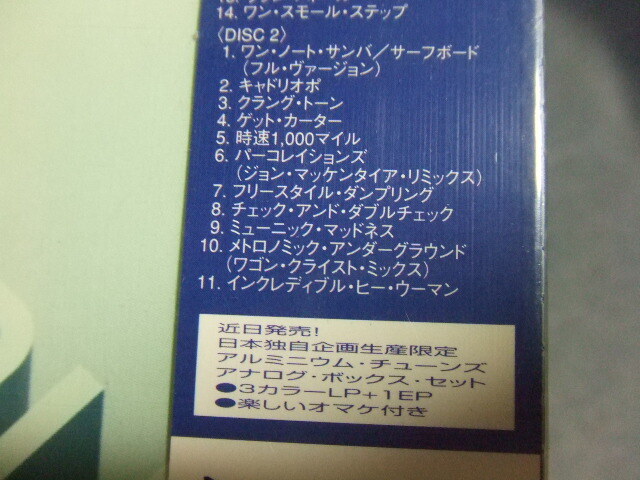 14. ワン・スモール・ステップ
〈DISC 2〉
1. ワン・ノート・サンバ／サーフボード
（フル・ヴァージョン）
2. キャドリオポ
3. クラング・トーン
4. ゲット・カーター
5. 時速1,000マイル
6. パーコレイションズ
（ジョン・マッケンタイア・リミックス）
7. フリースタイル・ダンプリング
8. チェック・アンド・ダブルチェック
9. ミューニック・マッドネス
10. メトロノミック・アンダーグラウンド
（ワゴン・クライスト・ミックス）
11. インクレディブル・ヒー・ウーマン
近日発売!
日本独自企画生産限定
アルミニウム・チューンズ
アナログ・ボックス・セット
●3カラーLP+1EP
●楽しいオマケ付き